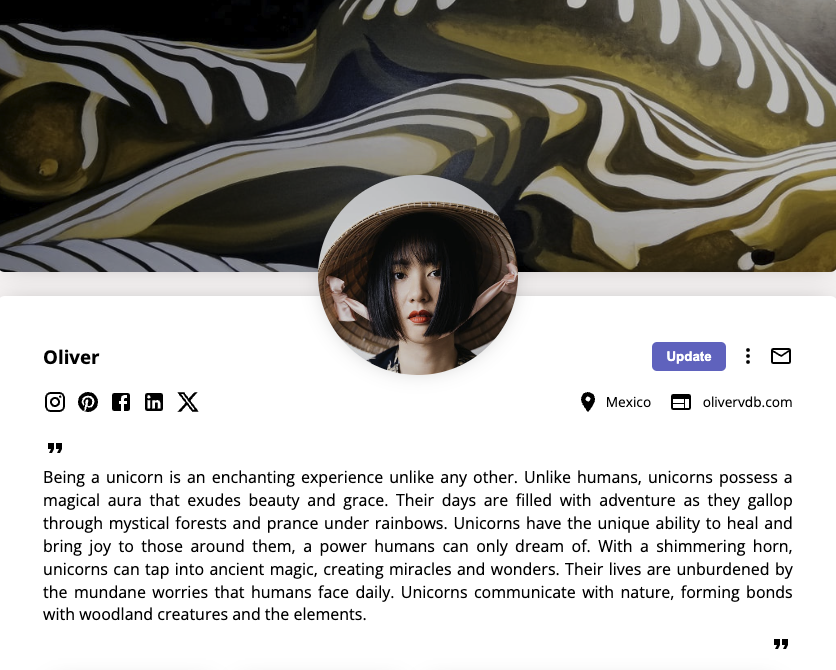 Oliver
Update
Mexico
olivervdb.com
”
Being a unicorn is an enchanting experience unlike any other. Unlike humans, unicorns possess a
magical aura that exudes beauty and grace. Their days are filled with adventure as they gallop
through mystical forests and prance under rainbows. Unicorns have the unique ability to heal and
bring joy to those around them, a power humans can only dream of. With a shimmering horn,
unicorns can tap into ancient magic, creating miracles and wonders. Their lives are unburdened by
the mundane worries that humans face daily. Unicorns communicate with nature, forming bonds
with woodland creatures and the elements.
”